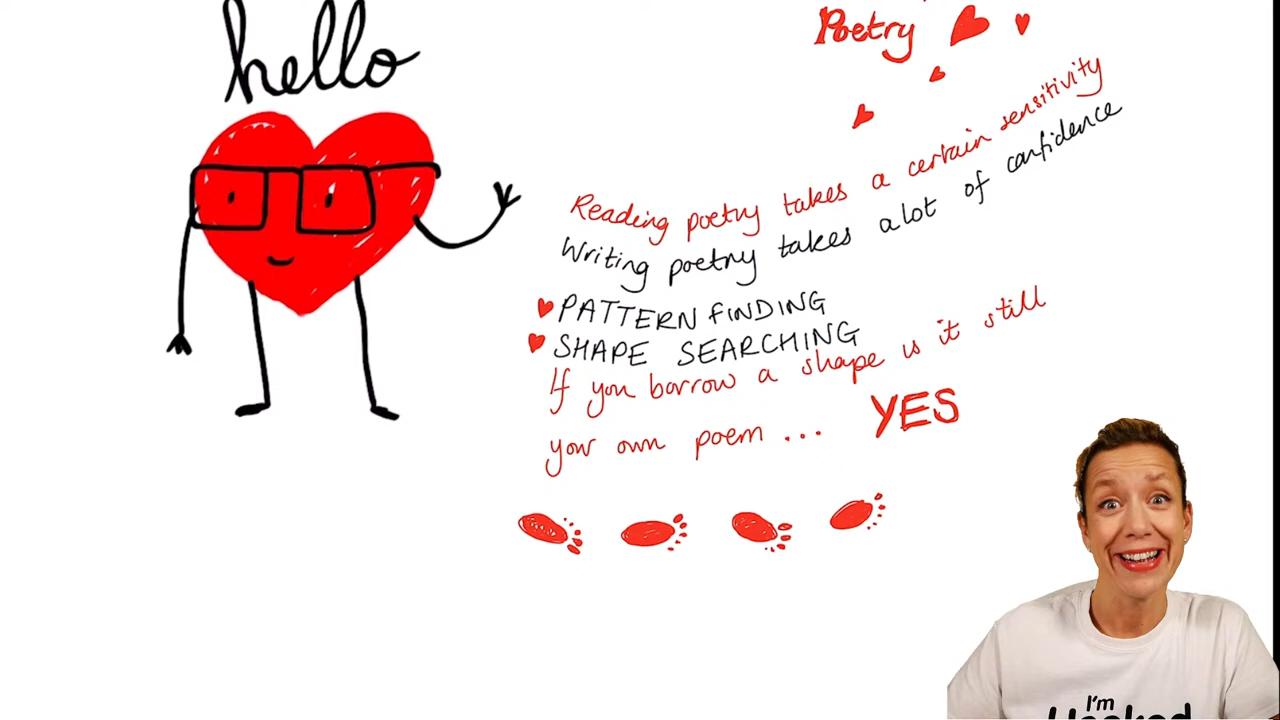 hello
Poetry
Reading poetry takes a certain sensitivity
Writing poetry takes alot of confidence
PATTERN FINDING
SHAPE SEARCHING
If you borrow a shape is it still
your own poem ... YES
I'm
Hooked